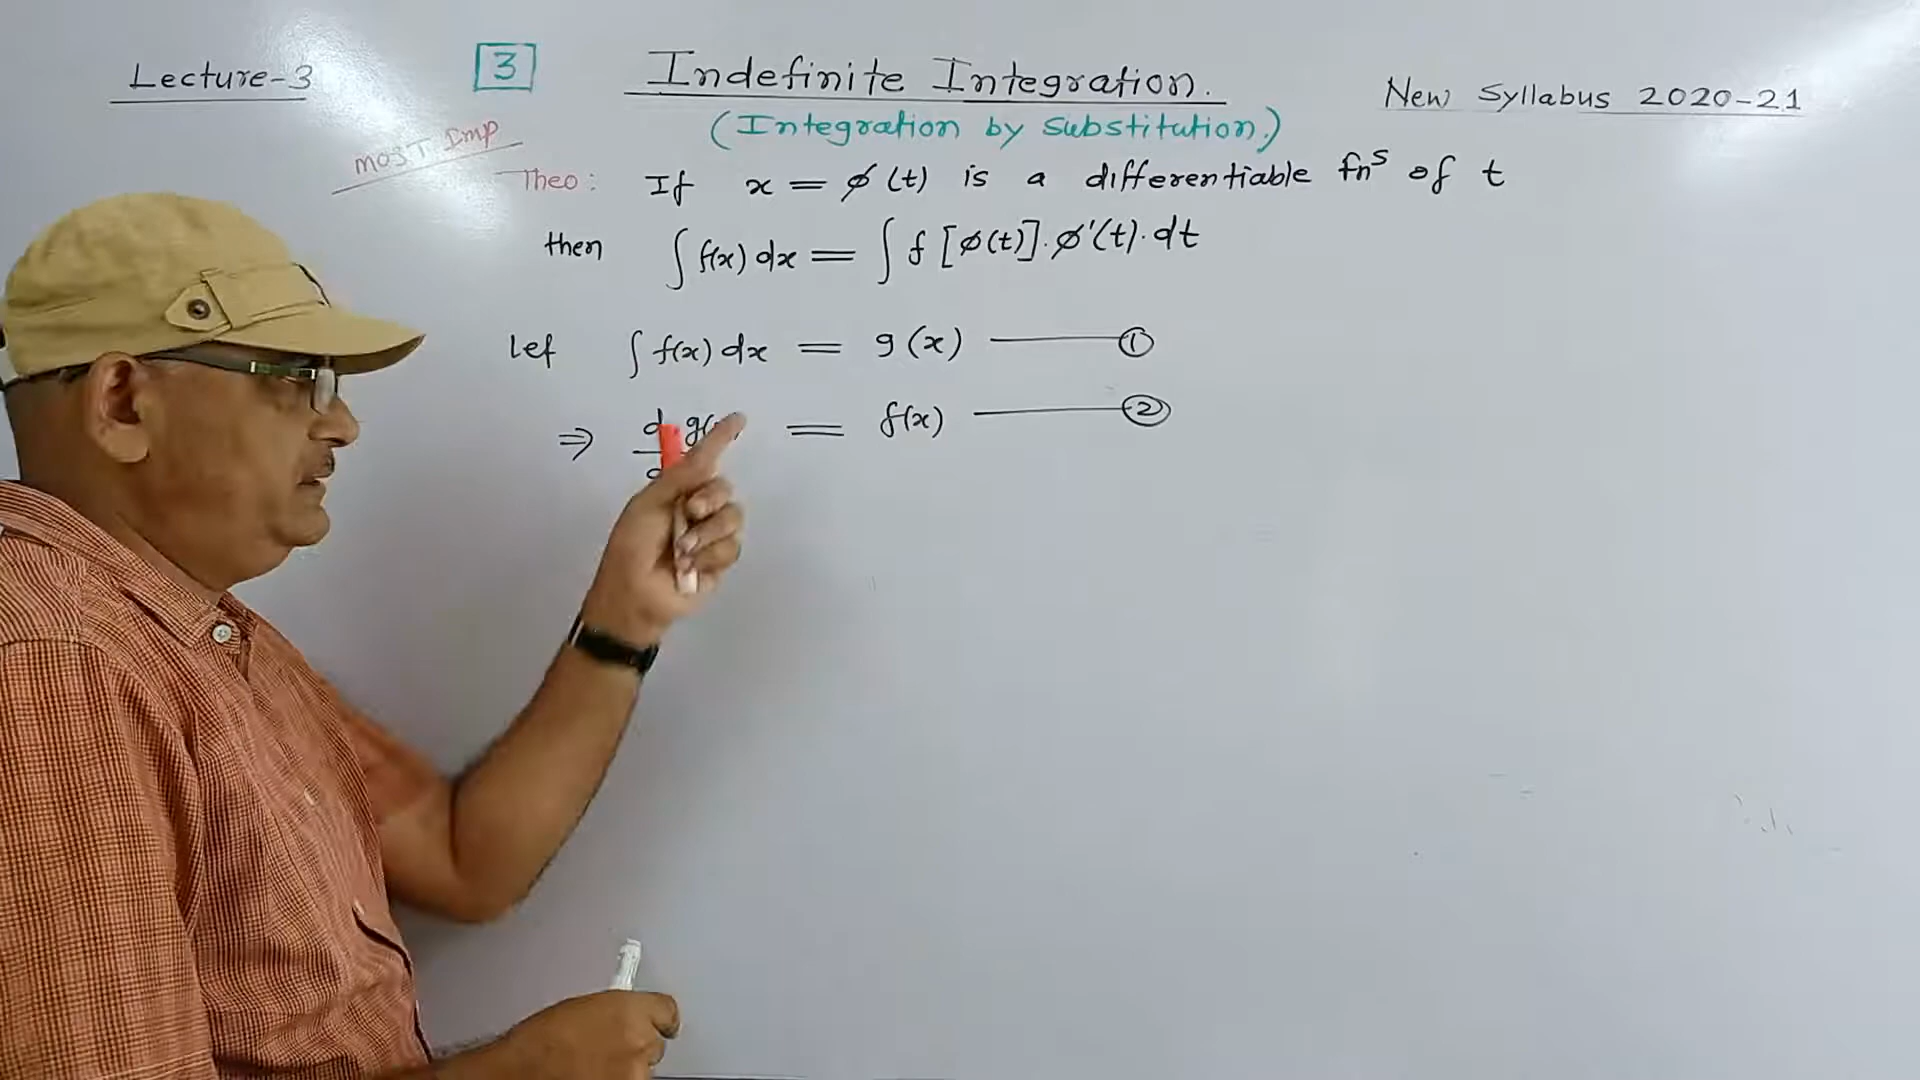 Lecture-3
3
Indefinite Integration.
New Syllabus 2020-21
(Integration by substitution.)
MOST Imp
Theo: If x = φ(t) is a differentiable fnˢ of t
then ∫ f(x) dx = ∫ f [φ(t)]. φ'(t). dt
Let ∫ f(x) dx = g(x) —— ①
⇒ d g( = f(x) —— ②